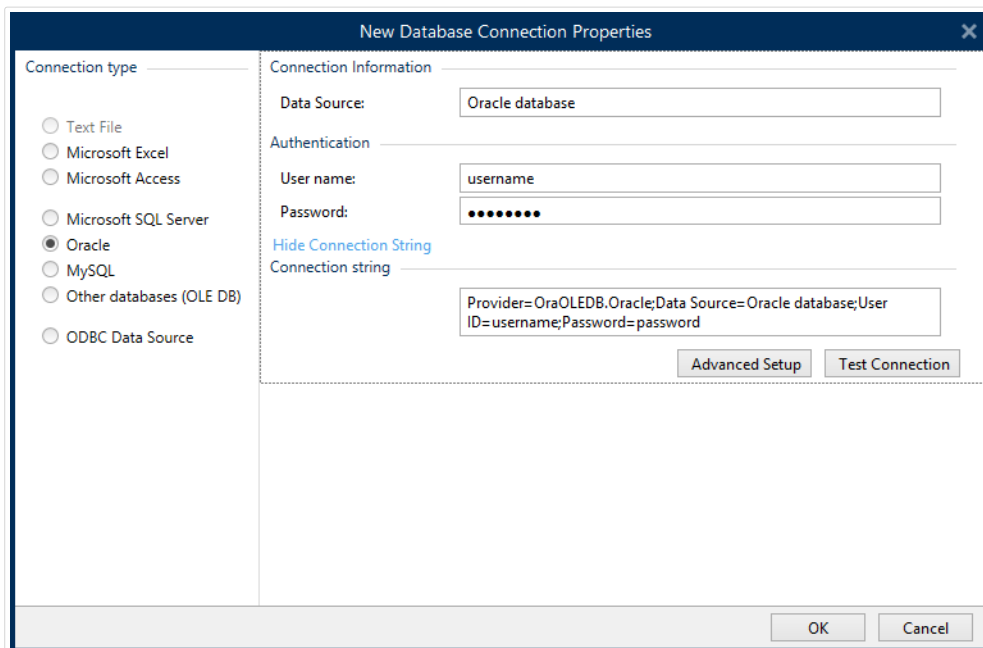 New Database Connection Properties
Connection type
Text File
Microsoft Excel
Microsoft Access
Microsoft SQL Server
Oracle
MySQL
Other databases (OLE DB)
ODBC Data Source
Connection Information
Data Source:
Oracle database
Authentication
User name:
username
Password:
●●●●●●●●
Hide Connection String
Connection string
Provider=OraOLEDB.Oracle;Data Source=Oracle database;User
ID=username;Password=password
Advanced Setup
Test Connection
OK
Cancel